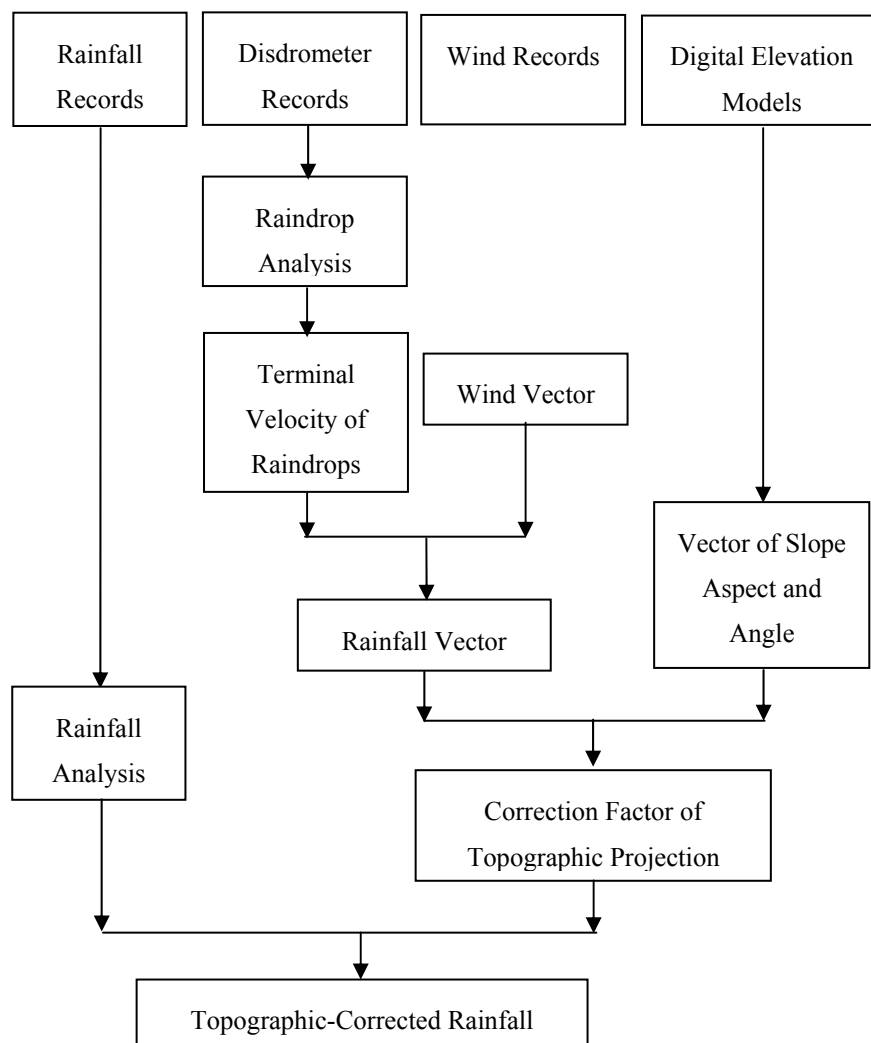 Rainfall
Records
Disdrometer
Records
Wind Records
Digital Elevation
Models
Raindrop
Analysis
Terminal
Velocity of
Raindrops
Wind Vector
Vector of Slope
Aspect and
Angle
Rainfall Vector
Rainfall
Analysis
Correction Factor of
Topographic Projection
Topographic-Corrected Rainfall